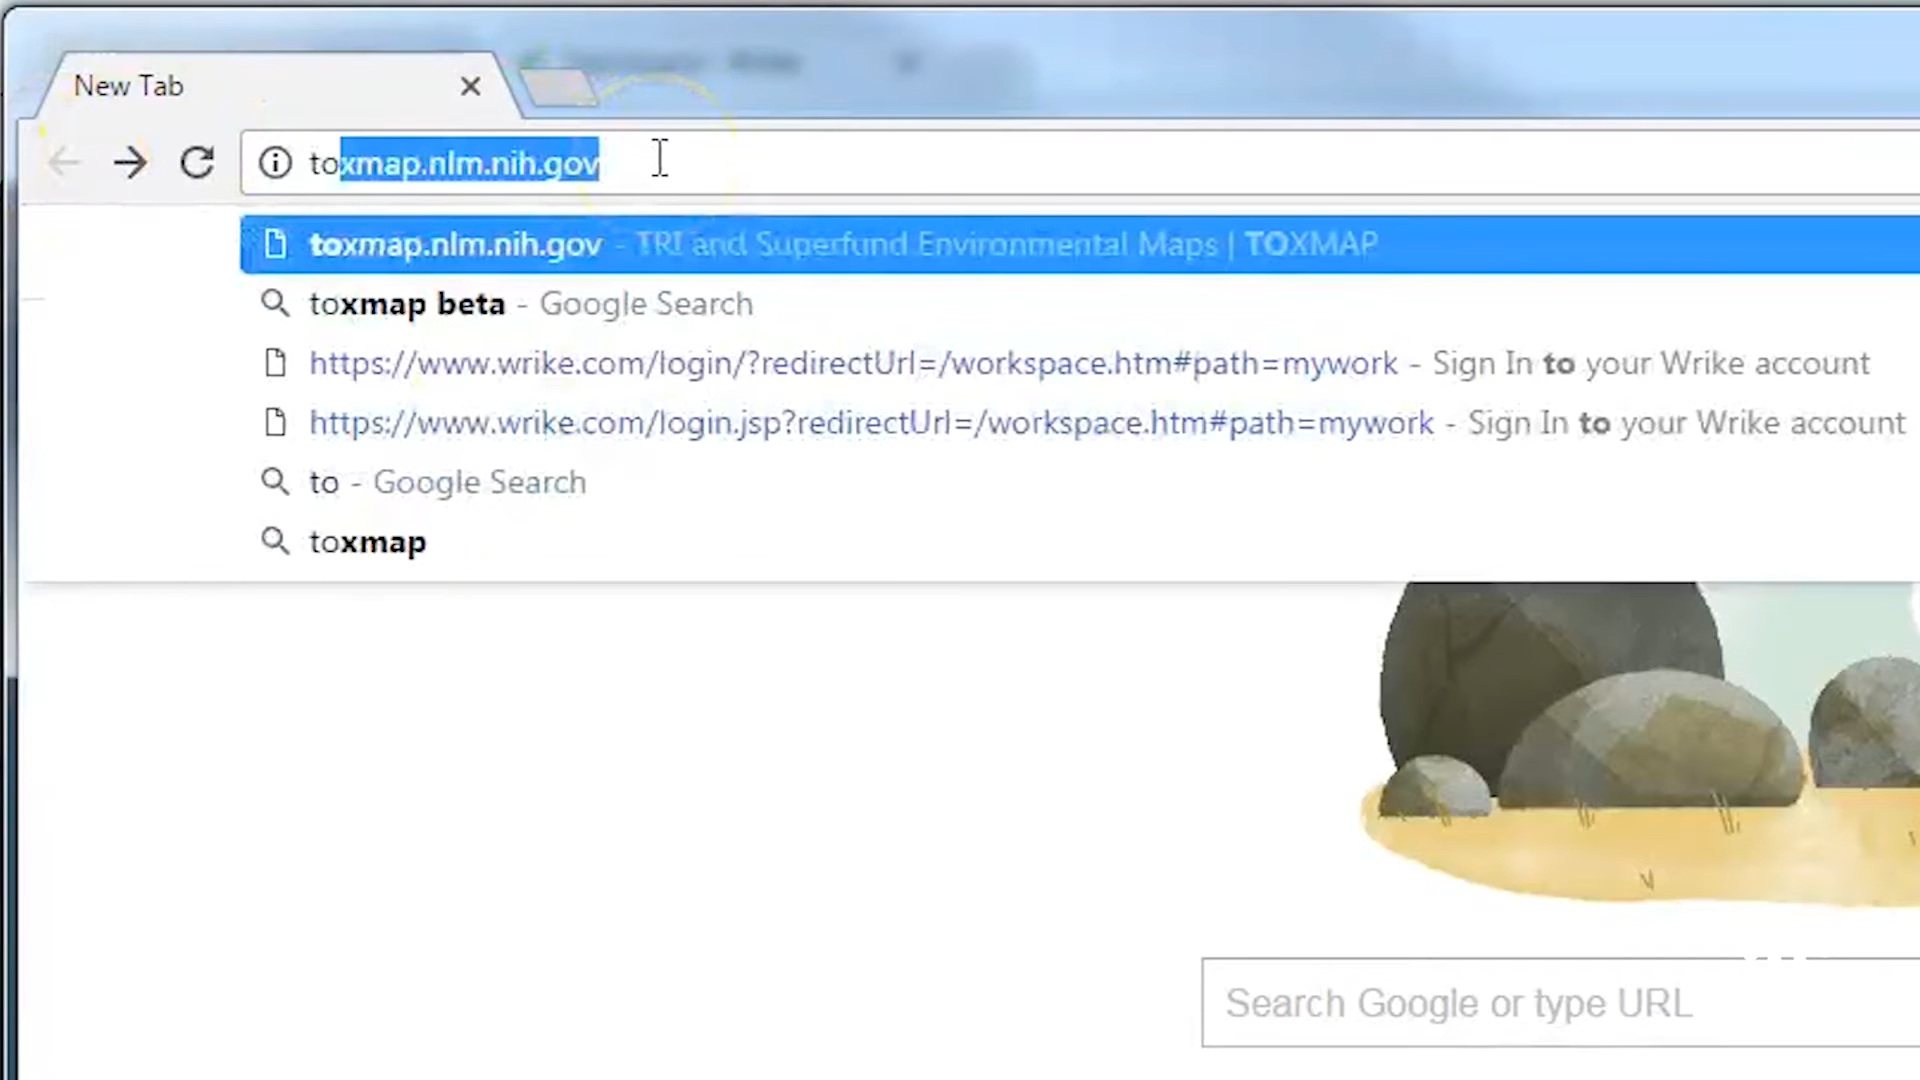 New Tab
toxmap.nlm.nih.gov
toxmap.nlm.nih.gov - TRI and Superfund Environmental Maps | TOXMAP
toxmap beta - Google Search
https://www.wrike.com/login/?redirectUrl=/workspace.htm#path=mywork - Sign In to your Wrike account
https://www.wrike.com/login.jsp?redirectUrl=/workspace.htm#path=mywork - Sign In to your Wrike account
to - Google Search
toxmap
Search Google or type URL